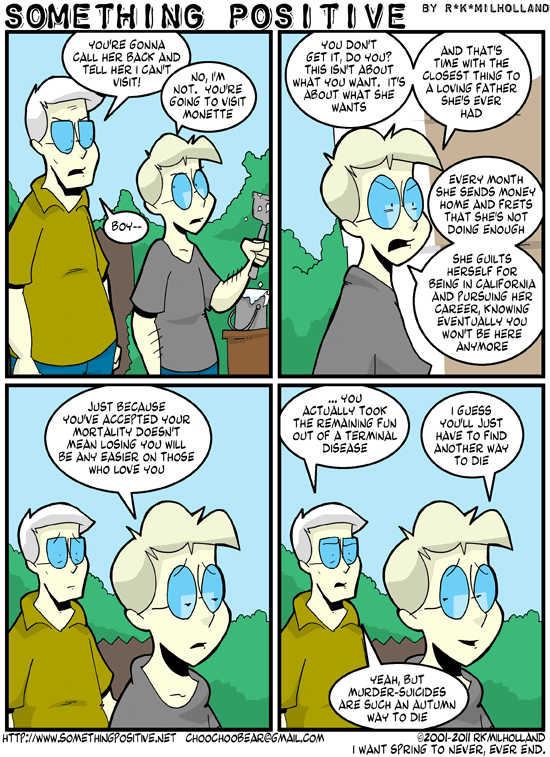 SOMETHING POSITIVE BY R*K*MILHOLLAND
YOU'RE GONNA
CALL HER BACK AND
TELL HER I CAN'T
VISIT!
NO, I'M
NOT. YOU'RE
GOING TO VISIT
MONETTE
BOY--
YOU DON'T
GET IT, DO YOU?
THIS ISN'T ABOUT
WHAT YOU WANT. IT'S
ABOUT WHAT SHE
WANTS
AND THAT'S
TIME WITH THE
CLOSEST THING TO
A LOVING FATHER
SHE'S EVER
HAD
EVERY MONTH
SHE SENDS MONEY
HOME AND FRETS
THAT SHE'S NOT
DOING ENOUGH
SHE GUILTS
HERSELF FOR
BEING IN CALIFORNIA
AND PURSUING HER
CAREER, KNOWING
EVENTUALLY YOU
WON'T BE HERE
ANYMORE
JUST BECAUSE
YOU'VE ACCEPTED YOUR
MORTALITY DOESN'T
MEAN LOSING YOU WILL
BE ANY EASIER ON THOSE
WHO LOVE YOU
... YOU
ACTUALLY TOOK
THE REMAINING FUN
OUT OF A TERMINAL
DISEASE
I GUESS
YOU'LL JUST
HAVE TO FIND
ANOTHER WAY
TO DIE
YEAH, BUT
MURDER-SUICIDES
ARE SUCH AN AUTUMN
WAY TO DIE
HTTP://WWW.SOMETHINGPOSITIVE.NET CHOOCHOOBEAR@GMAIL.COM ©2001-2011 RKMILHOLLAND
I WANT SPRING TO NEVER, EVER END.